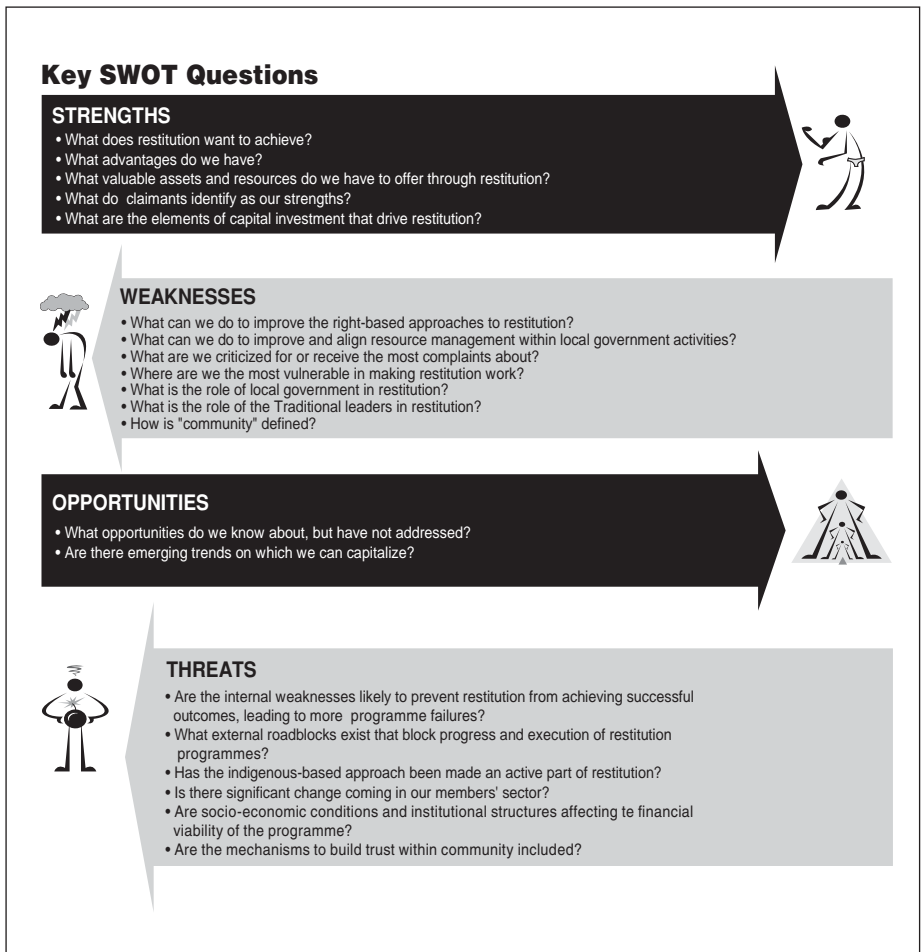 Key SWOT Questions
STRENGTHS
• What does restitution want to achieve?
• What advantages do we have?
• What valuable assets and resources do we have to offer through restitution?
• What do claimants identify as our strengths?
• What are the elements of capital investment that drive restitution?
WEAKNESSES
• What can we do to improve the right-based approaches to restitution?
• What can we do to improve and align resource management within local government activities?
• What are we criticized for or receive the most complaints about?
• Where are we the most vulnerable in making restitution work?
• What is the role of local government in restitution?
• What is the role of the Traditional leaders in restitution?
• How is "community" defined?
OPPORTUNITIES
• What opportunities do we know about, but have not addressed?
• Are there emerging trends on which we can capitalize?
THREATS
• Are the internal weaknesses likely to prevent restitution from achieving successful
outcomes, leading to more programme failures?
• What external roadblocks exist that block progress and execution of restitution
programmes?
• Has the indigenous-based approach been made an active part of restitution?
• Is there significant change coming in our members' sector?
• Are socio-economic conditions and institutional structures affecting te financial
viability of the programme?
• Are the mechanisms to build trust within community included?